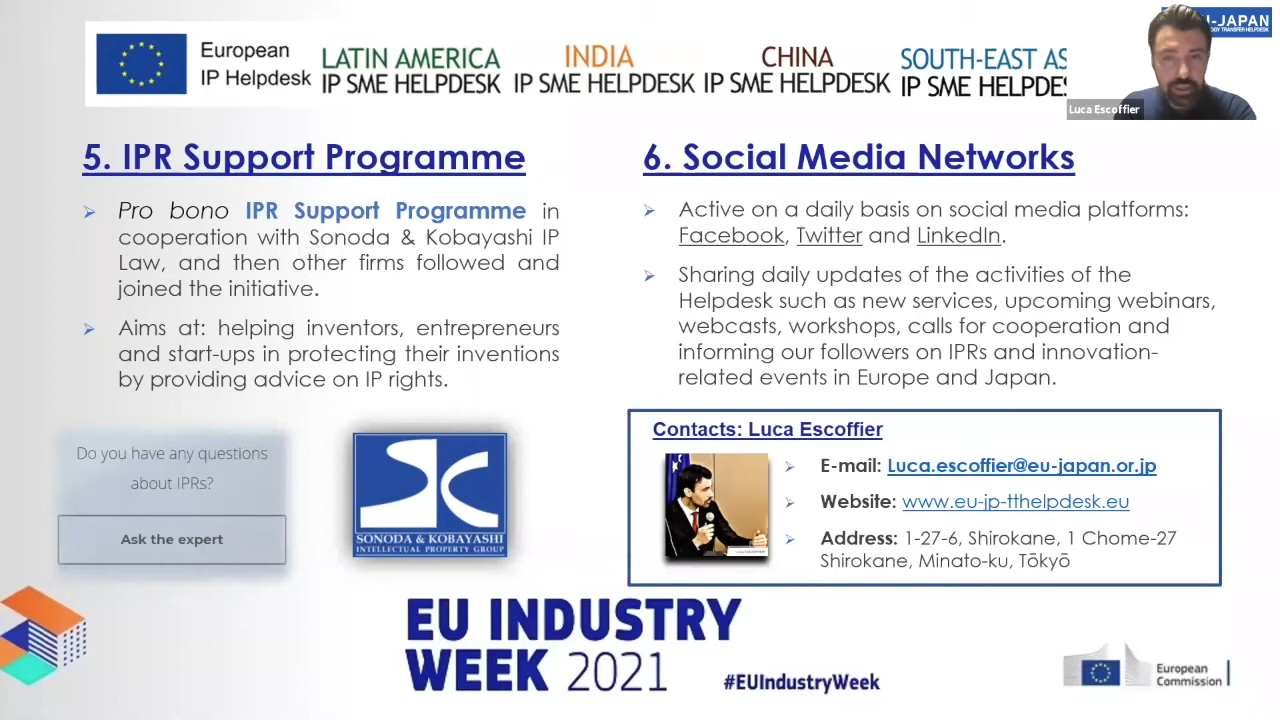 European
IP Helpdesk
LATIN AMERICA
IP SME HELPDESK
INDIA
IP SME HELPDESK
CHINA
IP SME HELPDESK
SOUTH-EAST AS
IP SME HELPDES
U-JAPAN
GY TRANSFER HELPDESK
Luca Escoffier
5. IPR Support Programme
➢ Pro bono IPR Support Programme in
cooperation with Sonoda & Kobayashi IP
Law, and then other firms followed and
joined the initiative.
➢ Aims at: helping inventors, entrepreneurs
and start-ups in protecting their inventions
by providing advice on IP rights.
Do you have any questions
about IPRs?
Ask the expert
SONODA & KOBAYASHI
INTELLECTUAL PROPERTY GROUP
6. Social Media Networks
➢ Active on a daily basis on social media platforms:
Facebook, Twitter and LinkedIn.
➢ Sharing daily updates of the activities of the
Helpdesk such as new services, upcoming webinars,
webcasts, workshops, calls for cooperation and
informing our followers on IPRs and innovation-
related events in Europe and Japan.
Contacts: Luca Escoffier
➢ E-mail: Luca.escoffier@eu-japan.or.jp
➢ Website: www.eu-jp-tthelpdesk.eu
➢ Address: 1-27-6, Shirokane, 1 Chome-27
Shirokane, Minato-ku, Tōkyō
EU INDUSTRY
WEEK 2021
#EUIndustryWeek
European
Commission